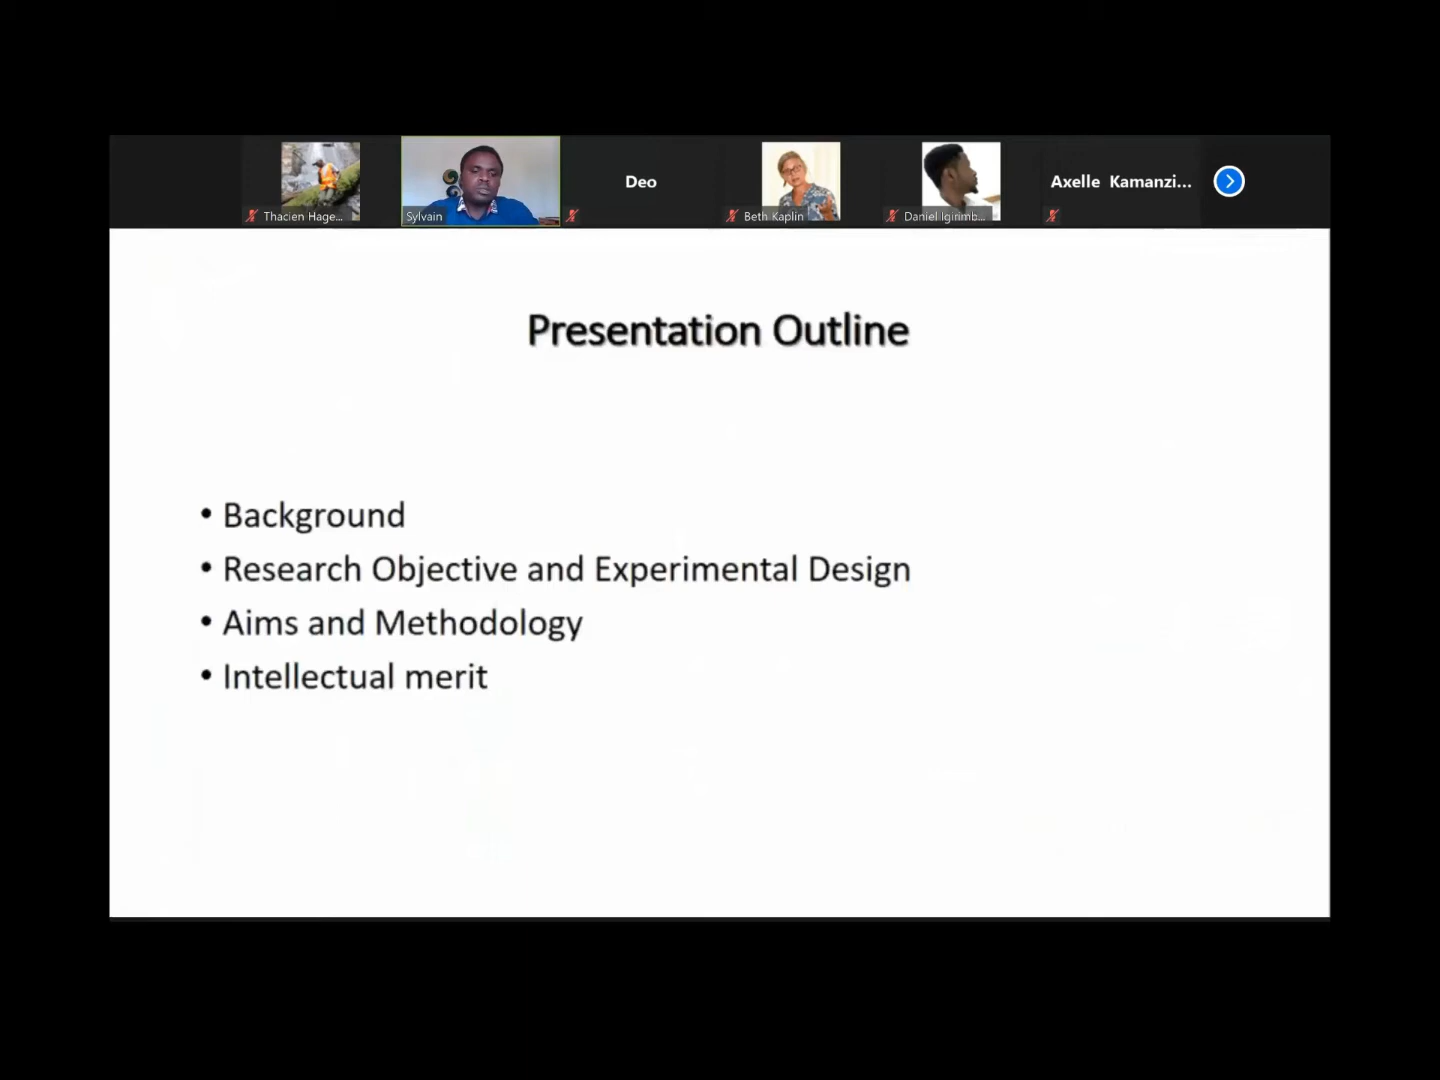 Thacien Hage...
Sylvain
Deo
Beth Kaplin
Daniel Igirimb...
Axelle Kamanzi...
Presentation Outline
• Background
• Research Objective and Experimental Design
• Aims and Methodology
• Intellectual merit